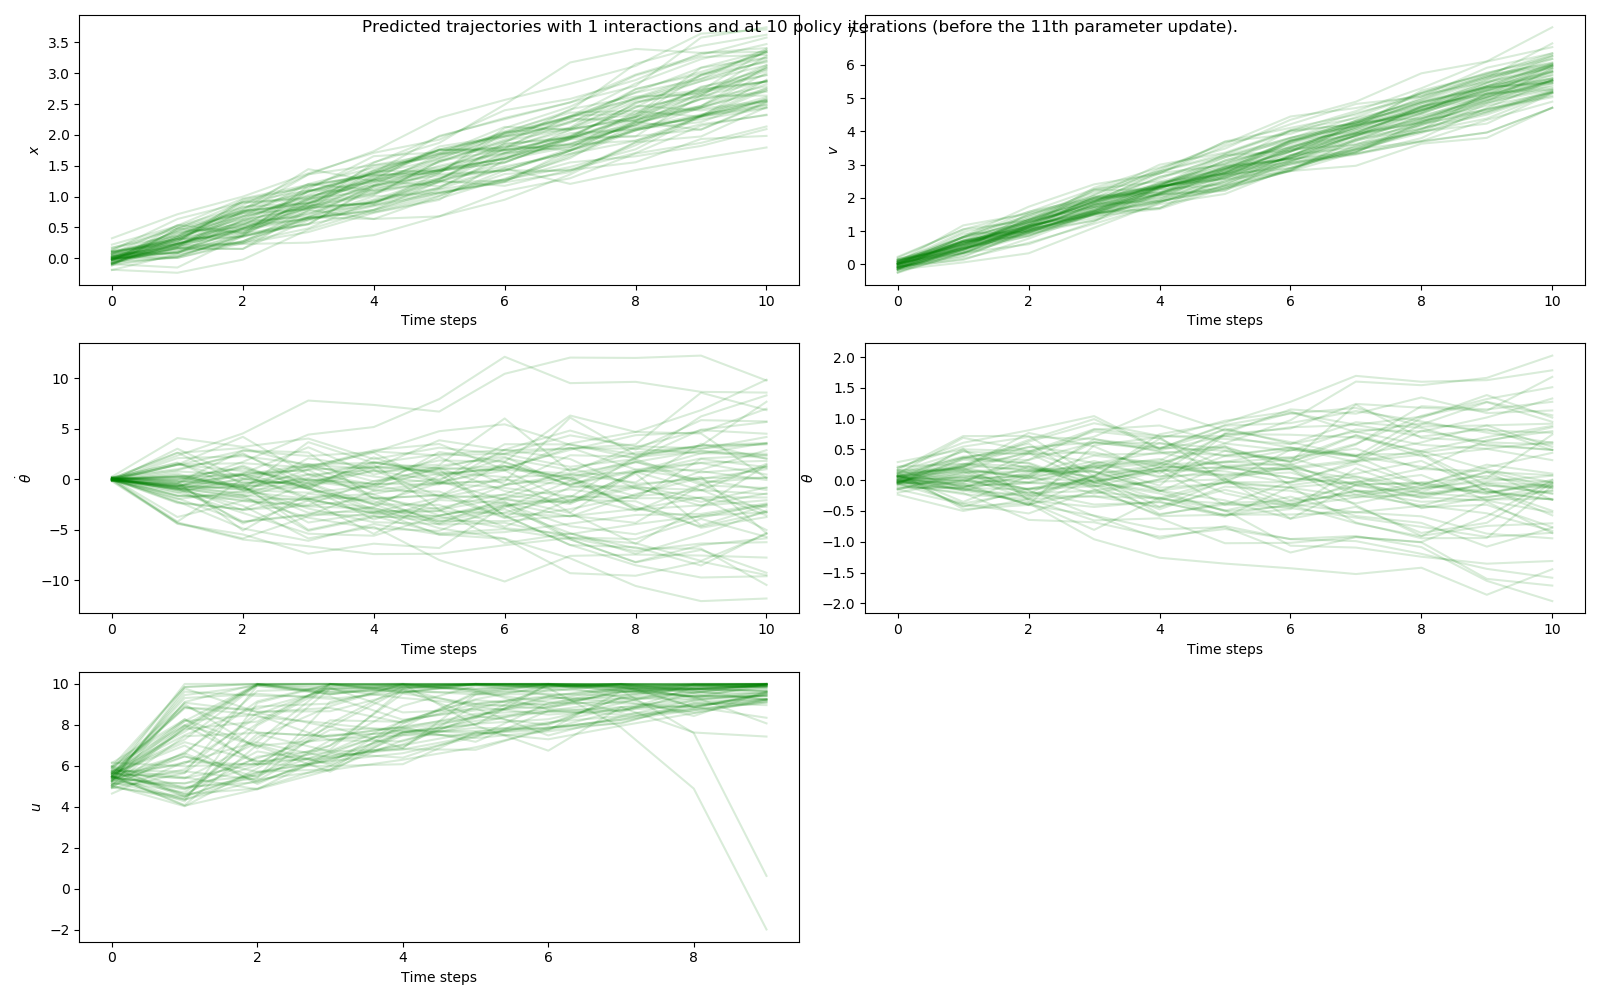 Predicted trajectories with 1 interactions and at 10 policy iterations (before the 11th parameter update).
3.5
3.0
2.5
2.0
1.5
1.0
0.5
0.0
x
0 2 4 6 8 10
Time steps
7
6
5
4
3
2
1
0
v
0 2 4 6 8 10
Time steps
10
5
0
−5
−10
θ̇
0 2 4 6 8 10
Time steps
2.0
1.5
1.0
0.5
0.0
−0.5
−1.0
−1.5
−2.0
θ
0 2 4 6 8 10
Time steps
10
8
6
4
2
0
−2
u
0 2 4 6 8
Time steps